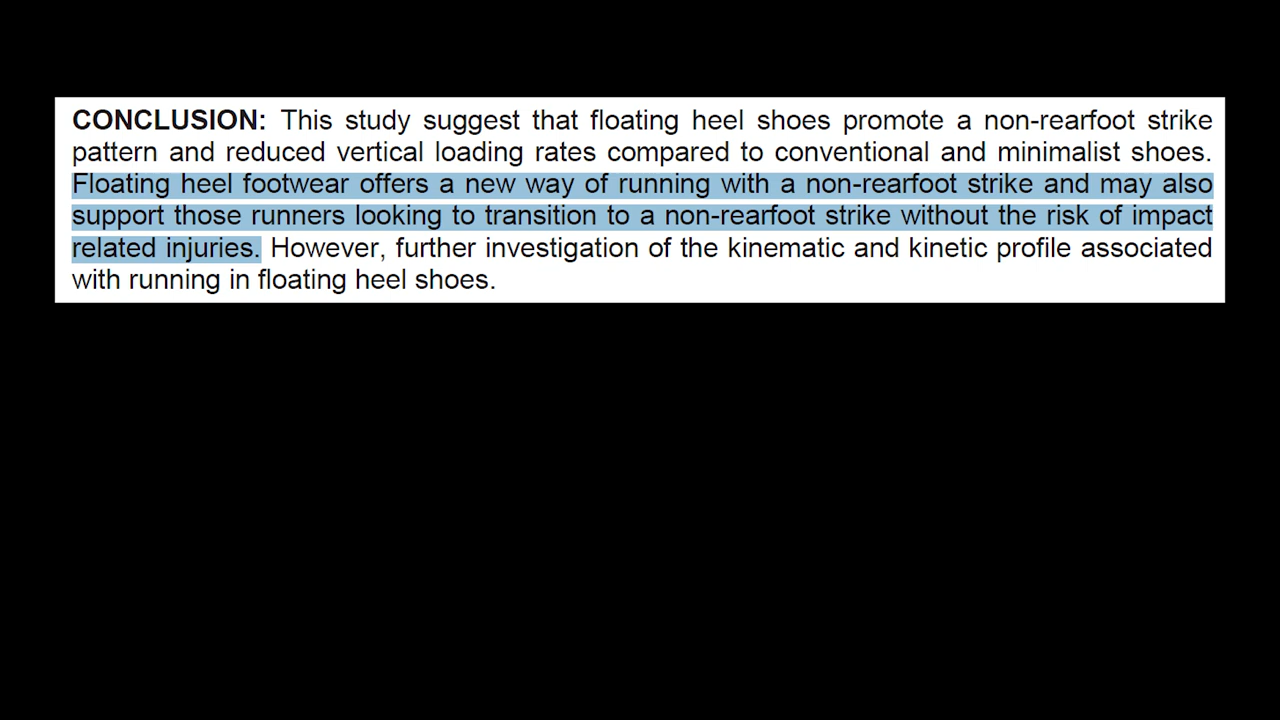 CONCLUSION: This study suggest that floating heel shoes promote a non-rearfoot strike
pattern and reduced vertical loading rates compared to conventional and minimalist shoes.
Floating heel footwear offers a new way of running with a non-rearfoot strike and may also
support those runners looking to transition to a non-rearfoot strike without the risk of impact
related injuries. However, further investigation of the kinematic and kinetic profile associated
with running in floating heel shoes.